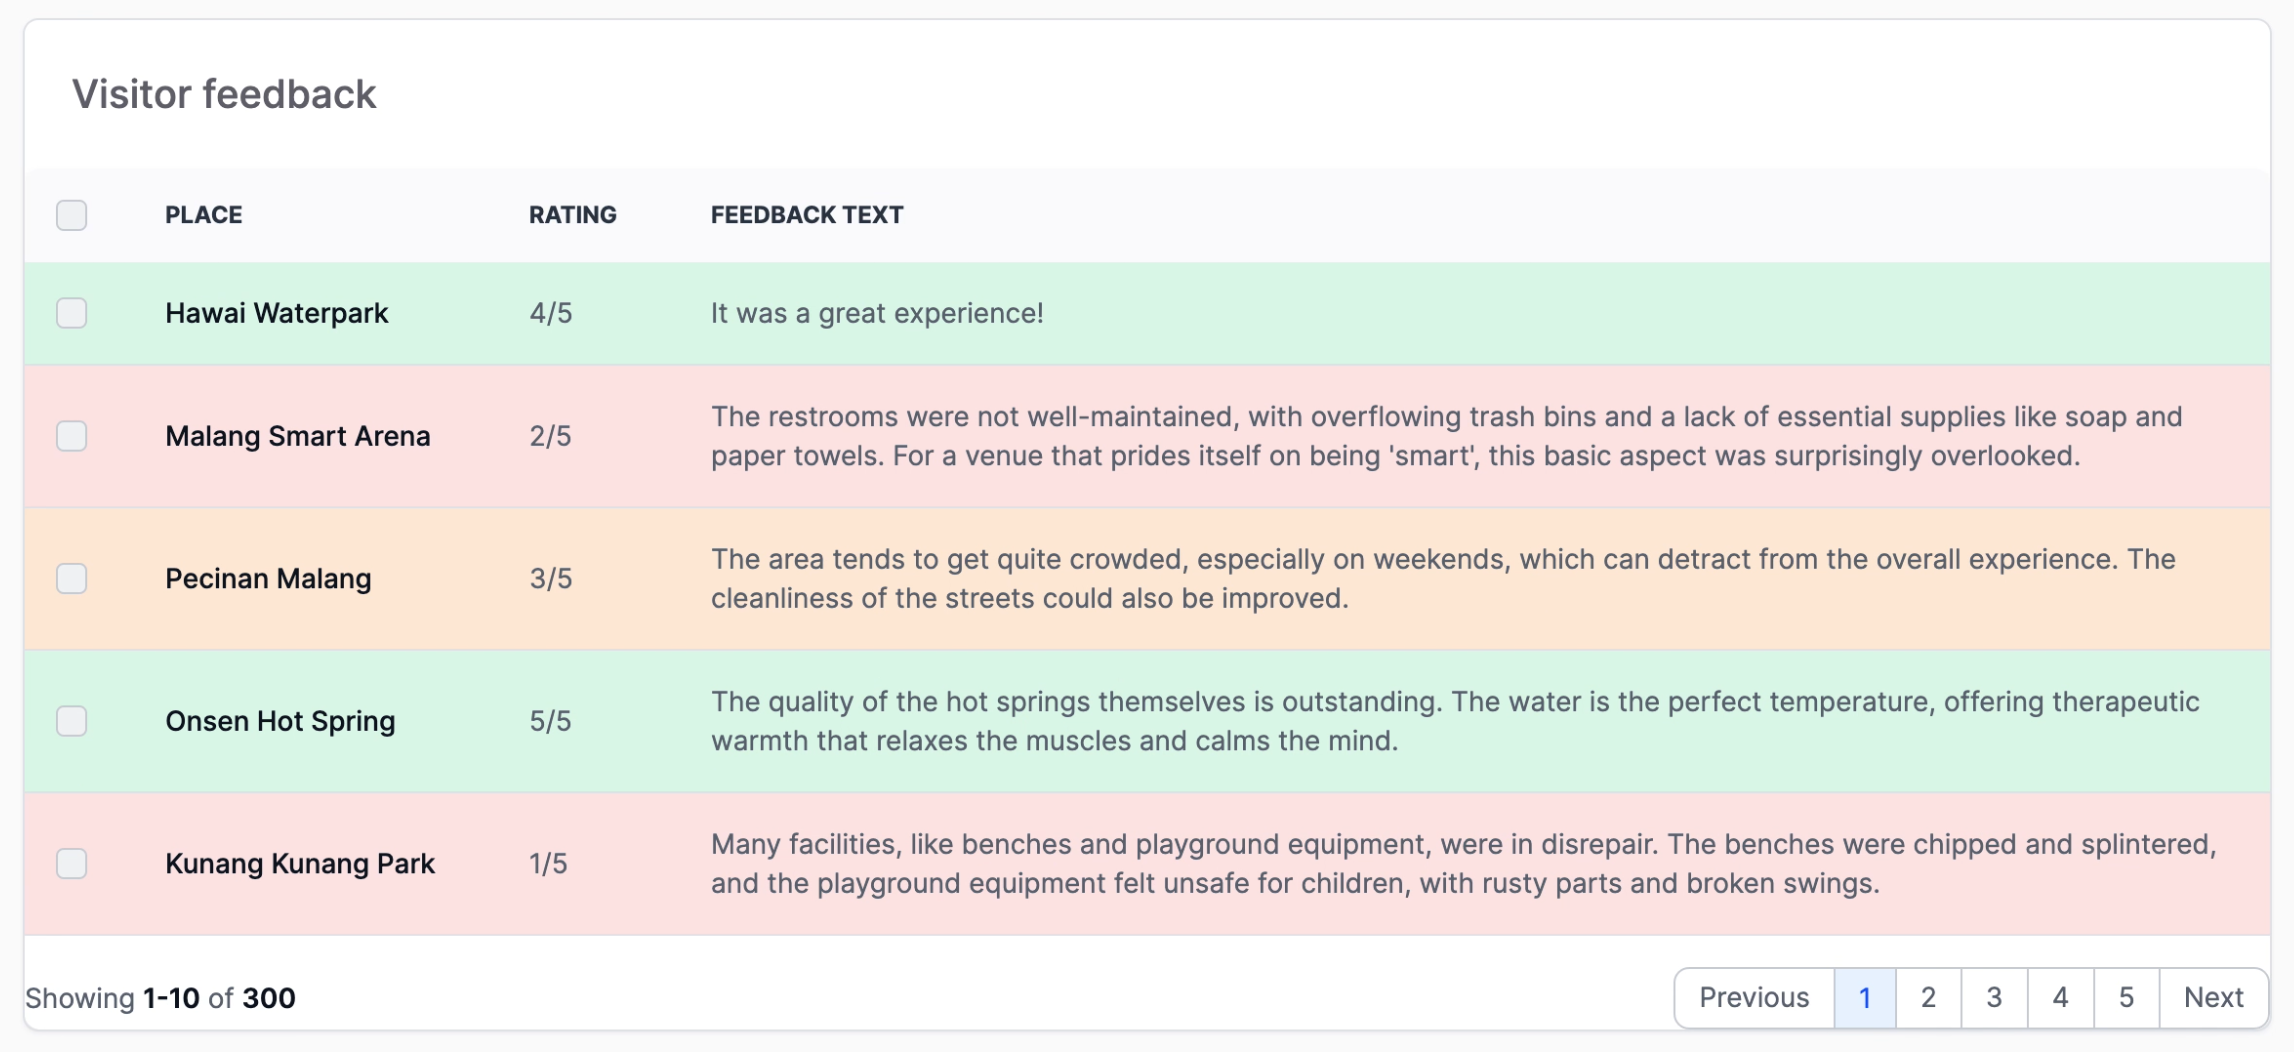 Visitor feedback
PLACE RATING FEEDBACK TEXT
Hawai Waterpark 4/5 It was a great experience!
Malang Smart Arena 2/5 The restrooms were not well-maintained, with overflowing trash bins and a lack of essential supplies like soap and
paper towels. For a venue that prides itself on being 'smart', this basic aspect was surprisingly overlooked.
Pecinan Malang 3/5 The area tends to get quite crowded, especially on weekends, which can detract from the overall experience. The
cleanliness of the streets could also be improved.
Onsen Hot Spring 5/5 The quality of the hot springs themselves is outstanding. The water is the perfect temperature, offering therapeutic
warmth that relaxes the muscles and calms the mind.
Kunang Kunang Park 1/5 Many facilities, like benches and playground equipment, were in disrepair. The benches were chipped and splintered,
and the playground equipment felt unsafe for children, with rusty parts and broken swings.
Showing 1-10 of 300 Previous 1 2 3 4 5 Next